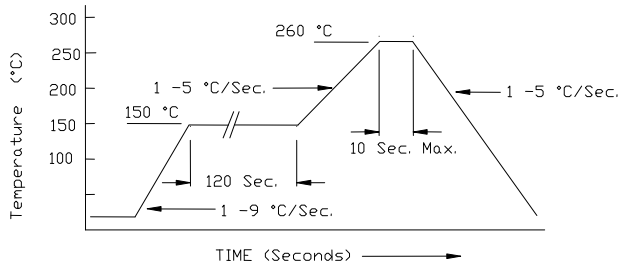 300
260 °C
250
200
1 -5 °C/Sec.
1 -5 °C/Sec.
150 °C
150
100
10 Sec. Max.
120 Sec.
1 -9 °C/Sec.
Temperature (°C)
TIME (Seconds)